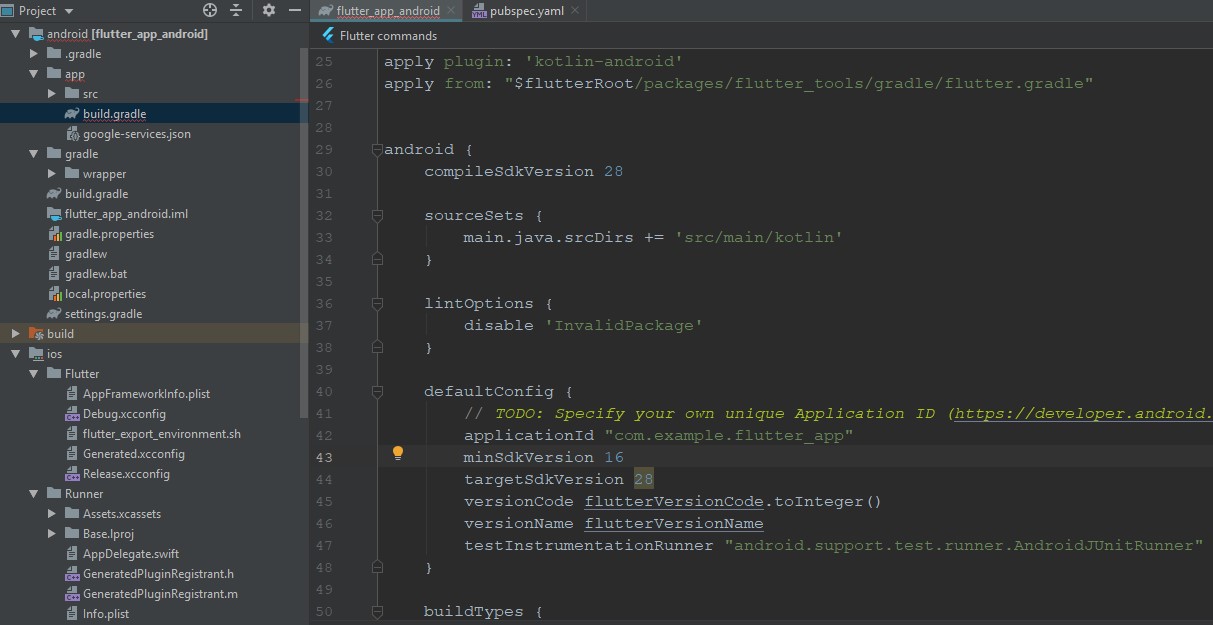 Project
android [flutter_app_android]
.gradle
app
src
build.gradle
google-services.json
gradle
wrapper
build.gradle
flutter_app_android.iml
gradle.properties
gradlew
gradlew.bat
local.properties
settings.gradle
build
ios
Flutter
AppFrameworkInfo.plist
Debug.xcconfig
flutter_export_environment.sh
Generated.xcconfig
Release.xcconfig
Runner
Assets.xcassets
Base.lproj
AppDelegate.swift
GeneratedPluginRegistrant.h
GeneratedPluginRegistrant.m
Info.plist
flutter_app_android
pubspec.yaml
Flutter commands
25 apply plugin: 'kotlin-android'
26 apply from: "$flutterRoot/packages/flutter_tools/gradle/flutter.gradle"
27
28
29 android {
30 compileSdkVersion 28
31
32 sourceSets {
33 main.java.srcDirs += 'src/main/kotlin'
34 }
35
36 lintOptions {
37 disable 'InvalidPackage'
38 }
39
40 defaultConfig {
41 // TODO: Specify your own unique Application ID (https://developer.android.
42 applicationId "com.example.flutter_app"
43 minSdkVersion 16
44 targetSdkVersion 28
45 versionCode flutterVersionCode.toInteger()
46 versionName flutterVersionName
47 testInstrumentationRunner "android.support.test.runner.AndroidJUnitRunner"
48 }
49
50 buildTypes {